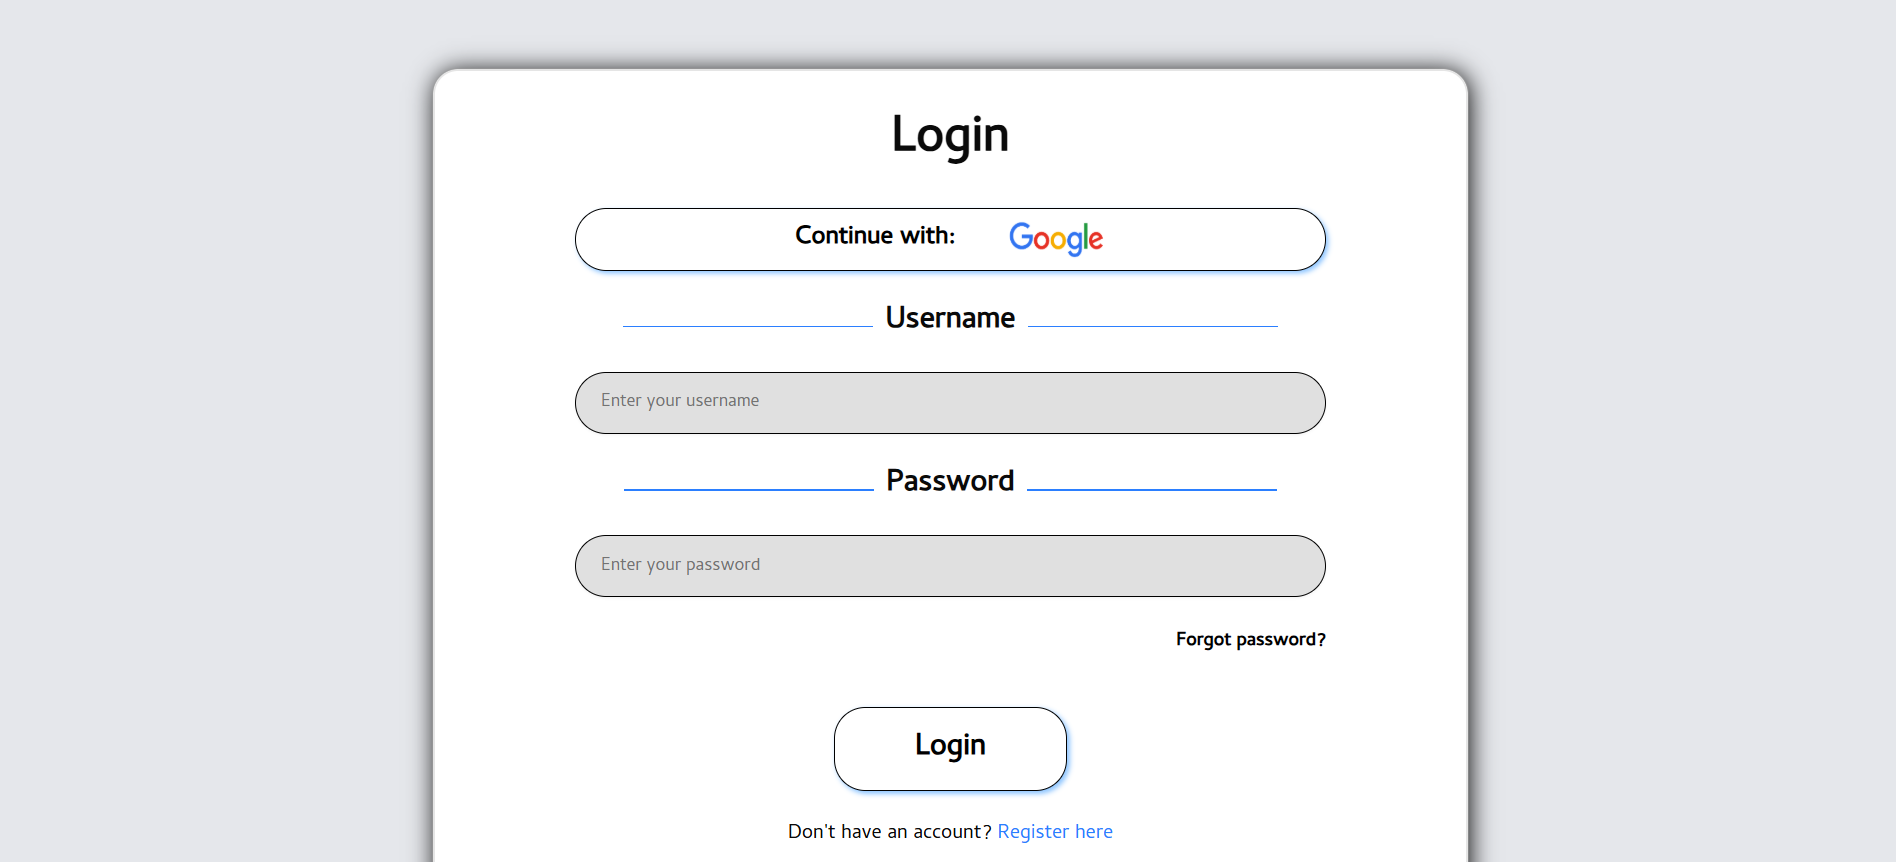 Login
Continue with: Google
Username
Enter your username
Password
Enter your password
Forgot password?
Login
Don't have an account? Register here